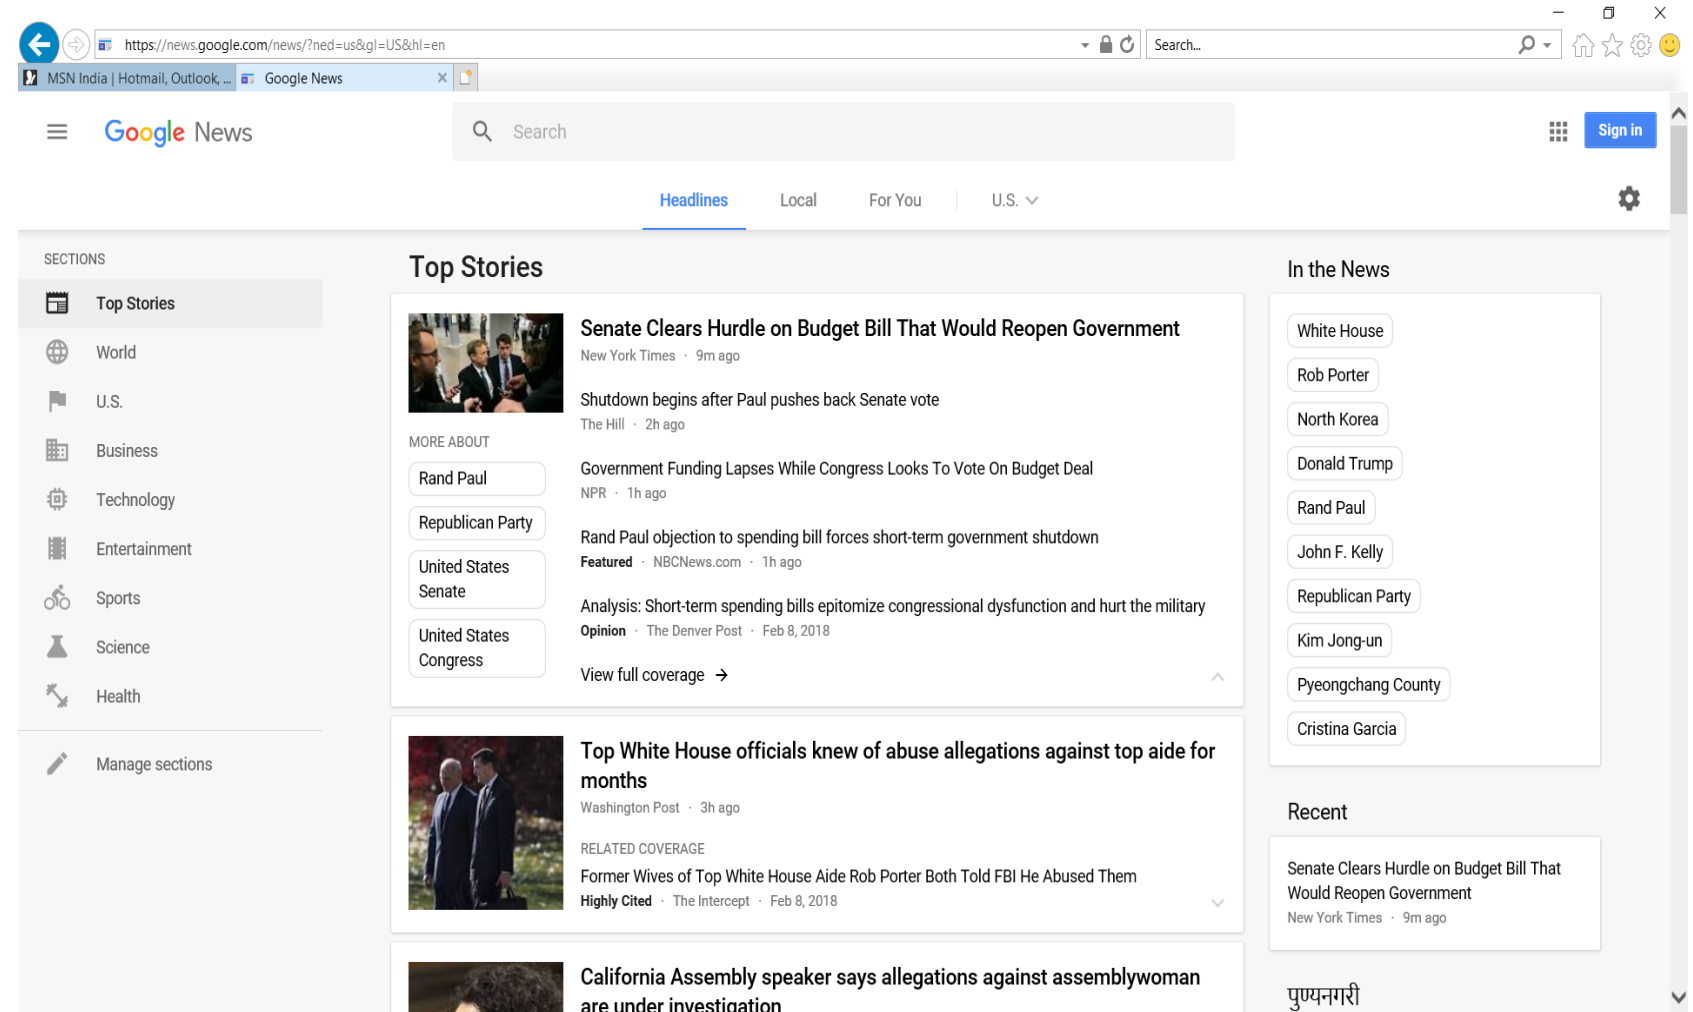 https://news.google.com/news/?ned=us&gl=US&hl=en
Search...
MSN India | Hotmail, Outlook, ...
Google News
Google News
Search
Sign in
Headlines
Local
For You
U.S.
SECTIONS
Top Stories
World
U.S.
Business
Technology
Entertainment
Sports
Science
Health
Manage sections
Top Stories
Senate Clears Hurdle on Budget Bill That Would Reopen Government
New York Times · 9m ago
Shutdown begins after Paul pushes back Senate vote
The Hill · 2h ago
Government Funding Lapses While Congress Looks To Vote On Budget Deal
NPR · 1h ago
Rand Paul objection to spending bill forces short-term government shutdown
Featured · NBCNews.com · 1h ago
Analysis: Short-term spending bills epitomize congressional dysfunction and hurt the military
Opinion · The Denver Post · Feb 8, 2018
View full coverage →
MORE ABOUT
Rand Paul
Republican Party
United States
Senate
United States
Congress
Top White House officials knew of abuse allegations against top aide for
months
Washington Post · 3h ago
RELATED COVERAGE
Former Wives of Top White House Aide Rob Porter Both Told FBI He Abused Them
Highly Cited · The Intercept · Feb 8, 2018
California Assembly speaker says allegations against assemblywoman
are under investigation
In the News
White House
Rob Porter
North Korea
Donald Trump
Rand Paul
John F. Kelly
Republican Party
Kim Jong-un
Pyeongchang County
Cristina Garcia
Recent
Senate Clears Hurdle on Budget Bill That
Would Reopen Government
New York Times · 9m ago
पुण्यनगरी